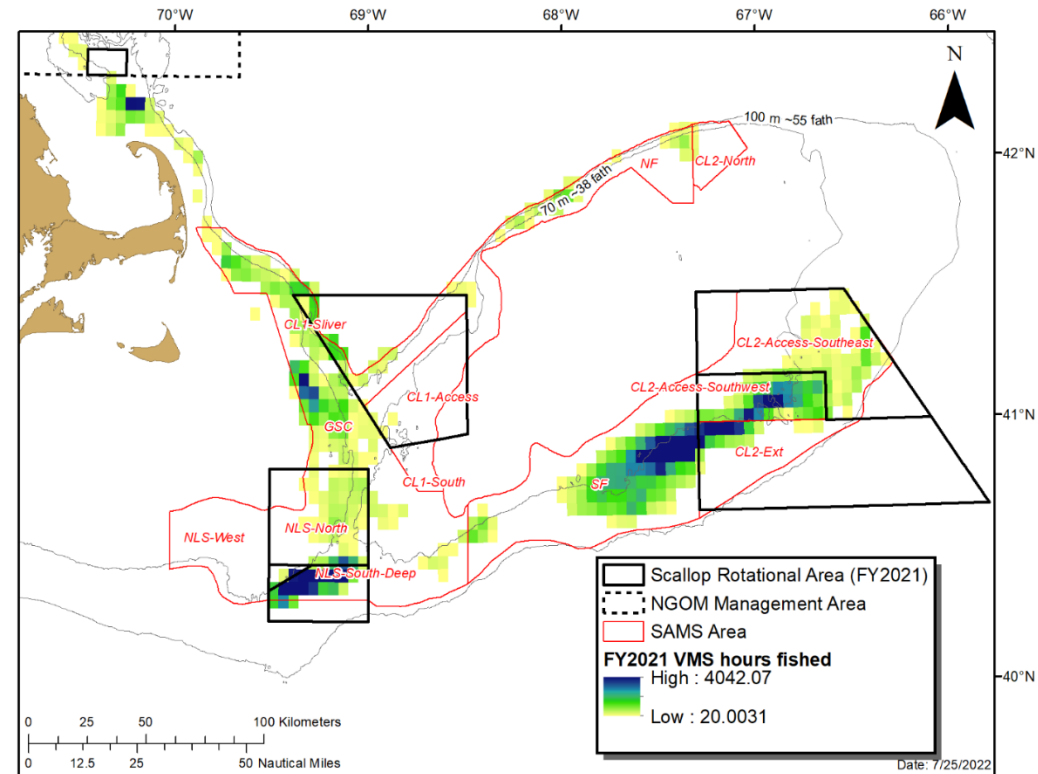 70°W 69°W 68°W 67°W 66°W
N
100 m ~55 fath
42°N
NF
CL2-North
70 m ~38 fath
CL1-Sliver
CL2-Access-Southeast
CL2-Access-Southwest
CL1-Access
41°N
GSC
CL2-Ext
CL1-South
SF
NLS-West
NLS-North
NLS-South-Deep
Scallop Rotational Area (FY2021)
NGOM Management Area
SAMS Area
FY2021 VMS hours fished
High : 4042.07
Low : 20.0031
40°N
0 25 50 100 Kilometers
0 12.5 25 50 Nautical Miles
Date: 7/25/2022